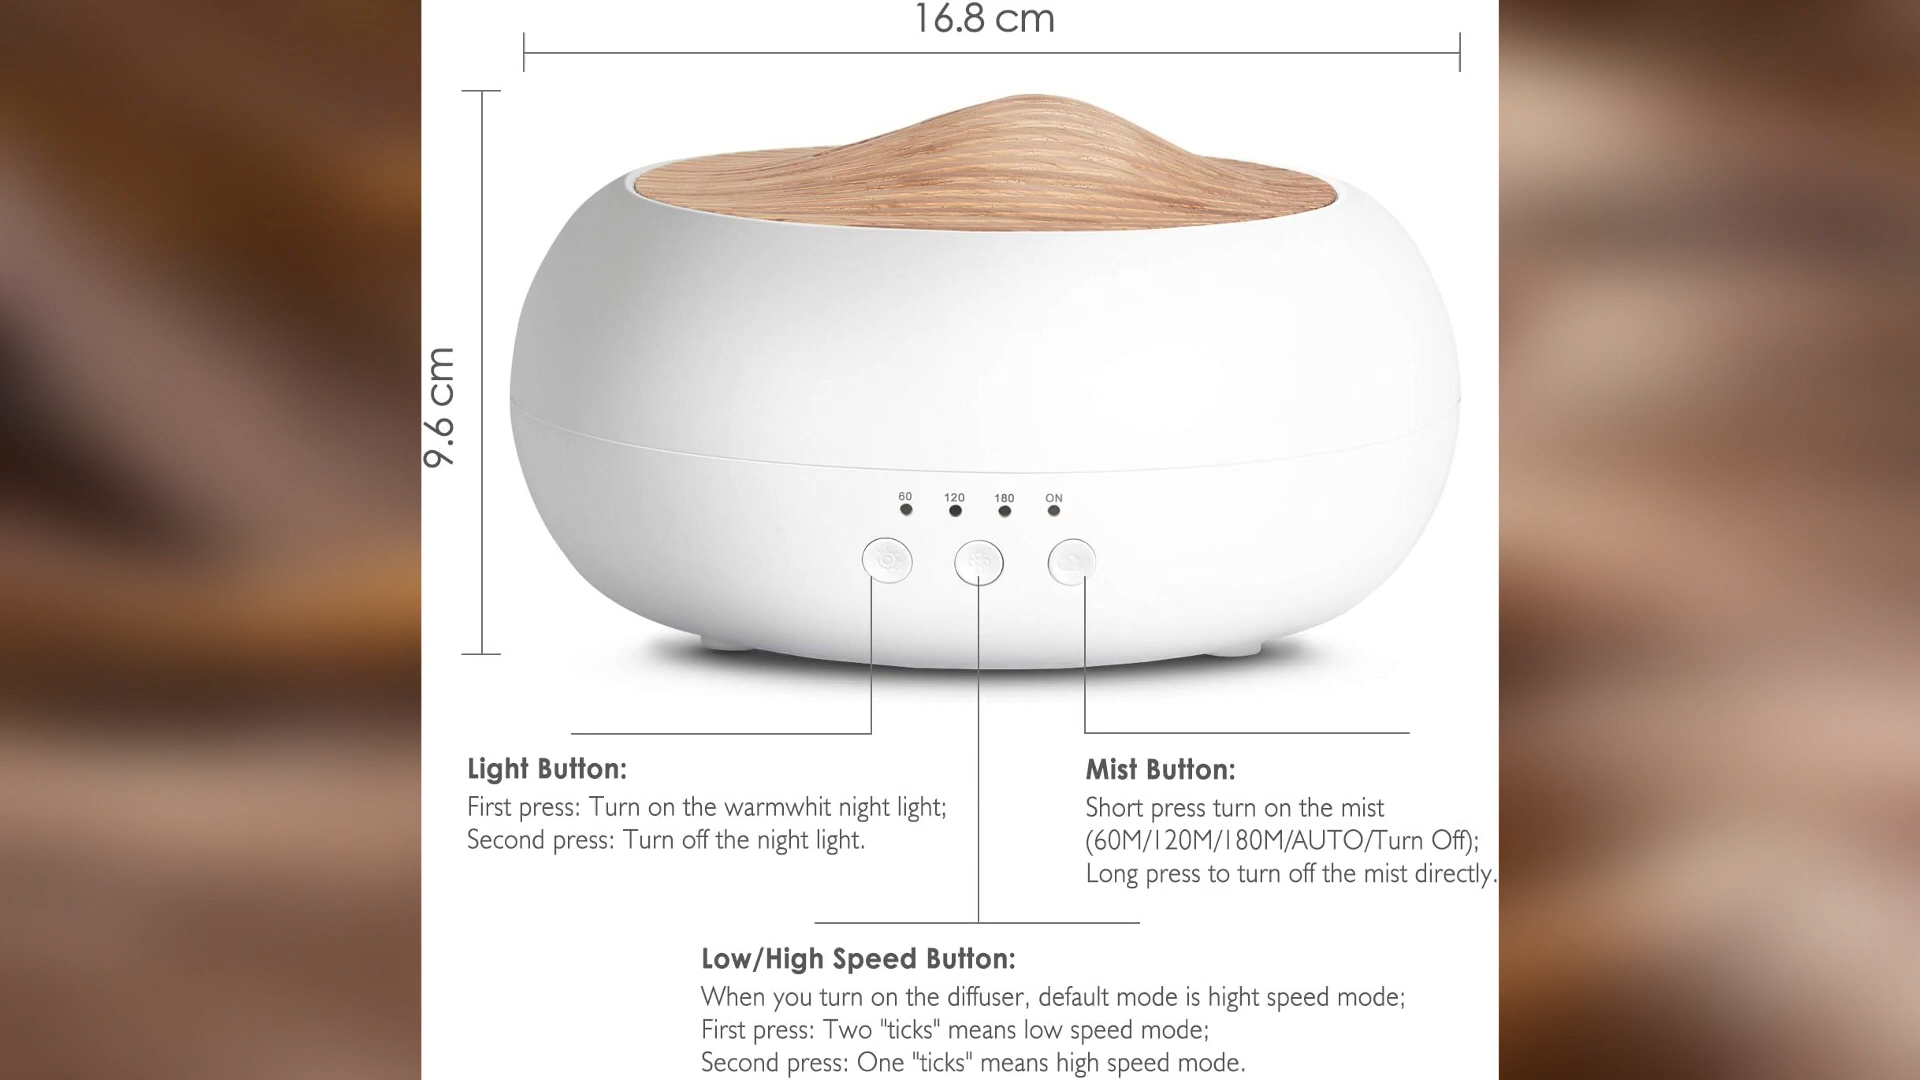 16.8 cm
9.6 cm
60 120 180 ON
Light Button:
First press: Turn on the warmwhit night light;
Second press: Turn off the night light.
Mist Button:
Short press turn on the mist
(60M/120M/180M/AUTO/Turn Off);
Long press to turn off the mist directly.
Low/High Speed Button:
When you turn on the diffuser, default mode is hight speed mode;
First press: Two "ticks" means low speed mode;
Second press: One "ticks" means high speed mode.